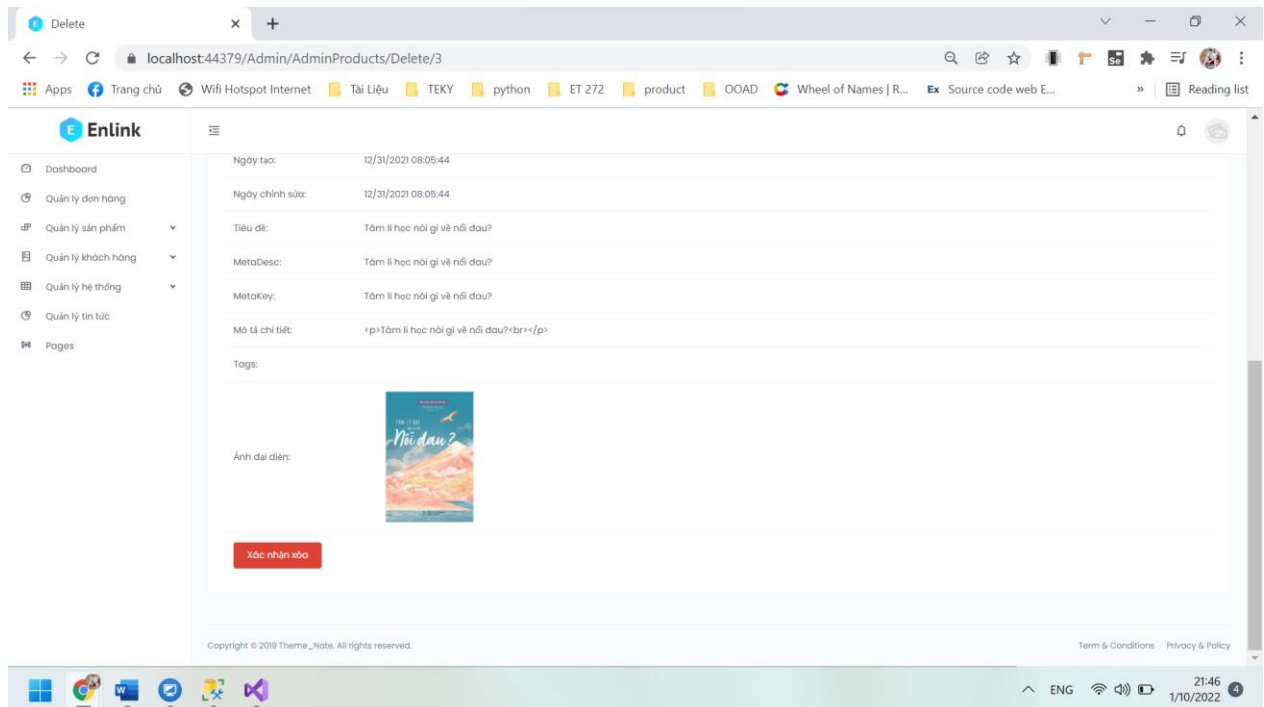 Delete
localhost:44379/Admin/AdminProducts/Delete/3
Apps Trang chủ Wifi Hotspot Internet Tài Liệu TEKY python ET 272 product OOAD Wheel of Names | R... Ex Source code web E... » Reading list
E Enlink
Dashboard
Quản lý đơn hàng
Quản lý sản phẩm
Quản lý khách hàng
Quản lý hệ thống
Quản lý tin tức
Pages
Ngày tạo: 12/31/2021 08:05:44
Ngày chỉnh sửa: 12/31/2021 08:05:44
Tiêu đề: Tâm lí học nói gì về nỗi đau?
MetaDesc: Tâm lí học nói gì về nỗi đau?
MetaKey: Tâm lí học nói gì về nỗi đau?
Mô tả chi tiết: <p>Tâm lí học nói gì về nỗi đau?<br></p>
Tags:
Ảnh đại diện:
Nỗi đau?
Xác nhận xóa
Copyright © 2019 Theme_Nate. All rights reserved. Term & Conditions Privacy & Policy
ENG 21:46
1/10/2022 4